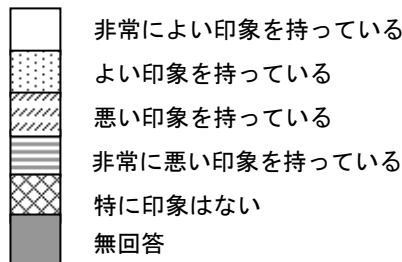 非常によい印象を持っている
よい印象を持っている
悪い印象を持っている
非常に悪い印象を持っている
特に印象はない
無回答